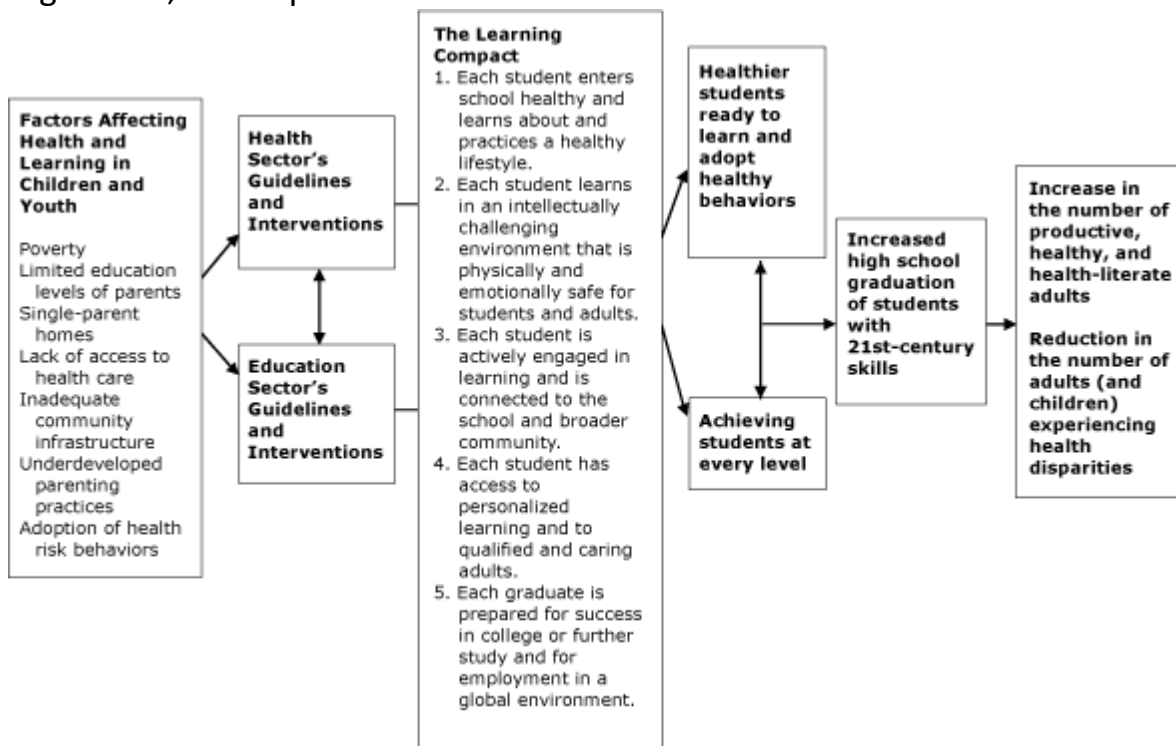 Factors Affecting
Health and
Learning in
Children and
Youth
Poverty
Limited education
levels of parents
Single-parent
homes
Lack of access to
health care
Inadequate
community
infrastructure
Underdeveloped
parenting
practices
Adoption of health
risk behaviors
Health
Sector's
Guidelines
and
Interventions
Education
Sector's
Guidelines
and
Interventions
The Learning
Compact
1. Each student enters
school healthy and
learns about and
practices a healthy
lifestyle.
2. Each student learns
in an intellectually
challenging
environment that is
physically and
emotionally safe for
students and adults.
3. Each student is
actively engaged in
learning and is
connected to the
school and broader
community.
4. Each student has
access to
personalized
learning and to
qualified and caring
adults.
5. Each graduate is
prepared for success
in college or further
study and for
employment in a
global environment.
Healthier
students
ready to
learn and
adopt
healthy
behaviors
Achieving
students at
every level
Increased
high school
graduation
of students
with
21st-century
skills
Increase in
the number of
productive,
healthy, and
health-literate
adults
Reduction in
the number of
adults (and
children)
experiencing
health
disparities